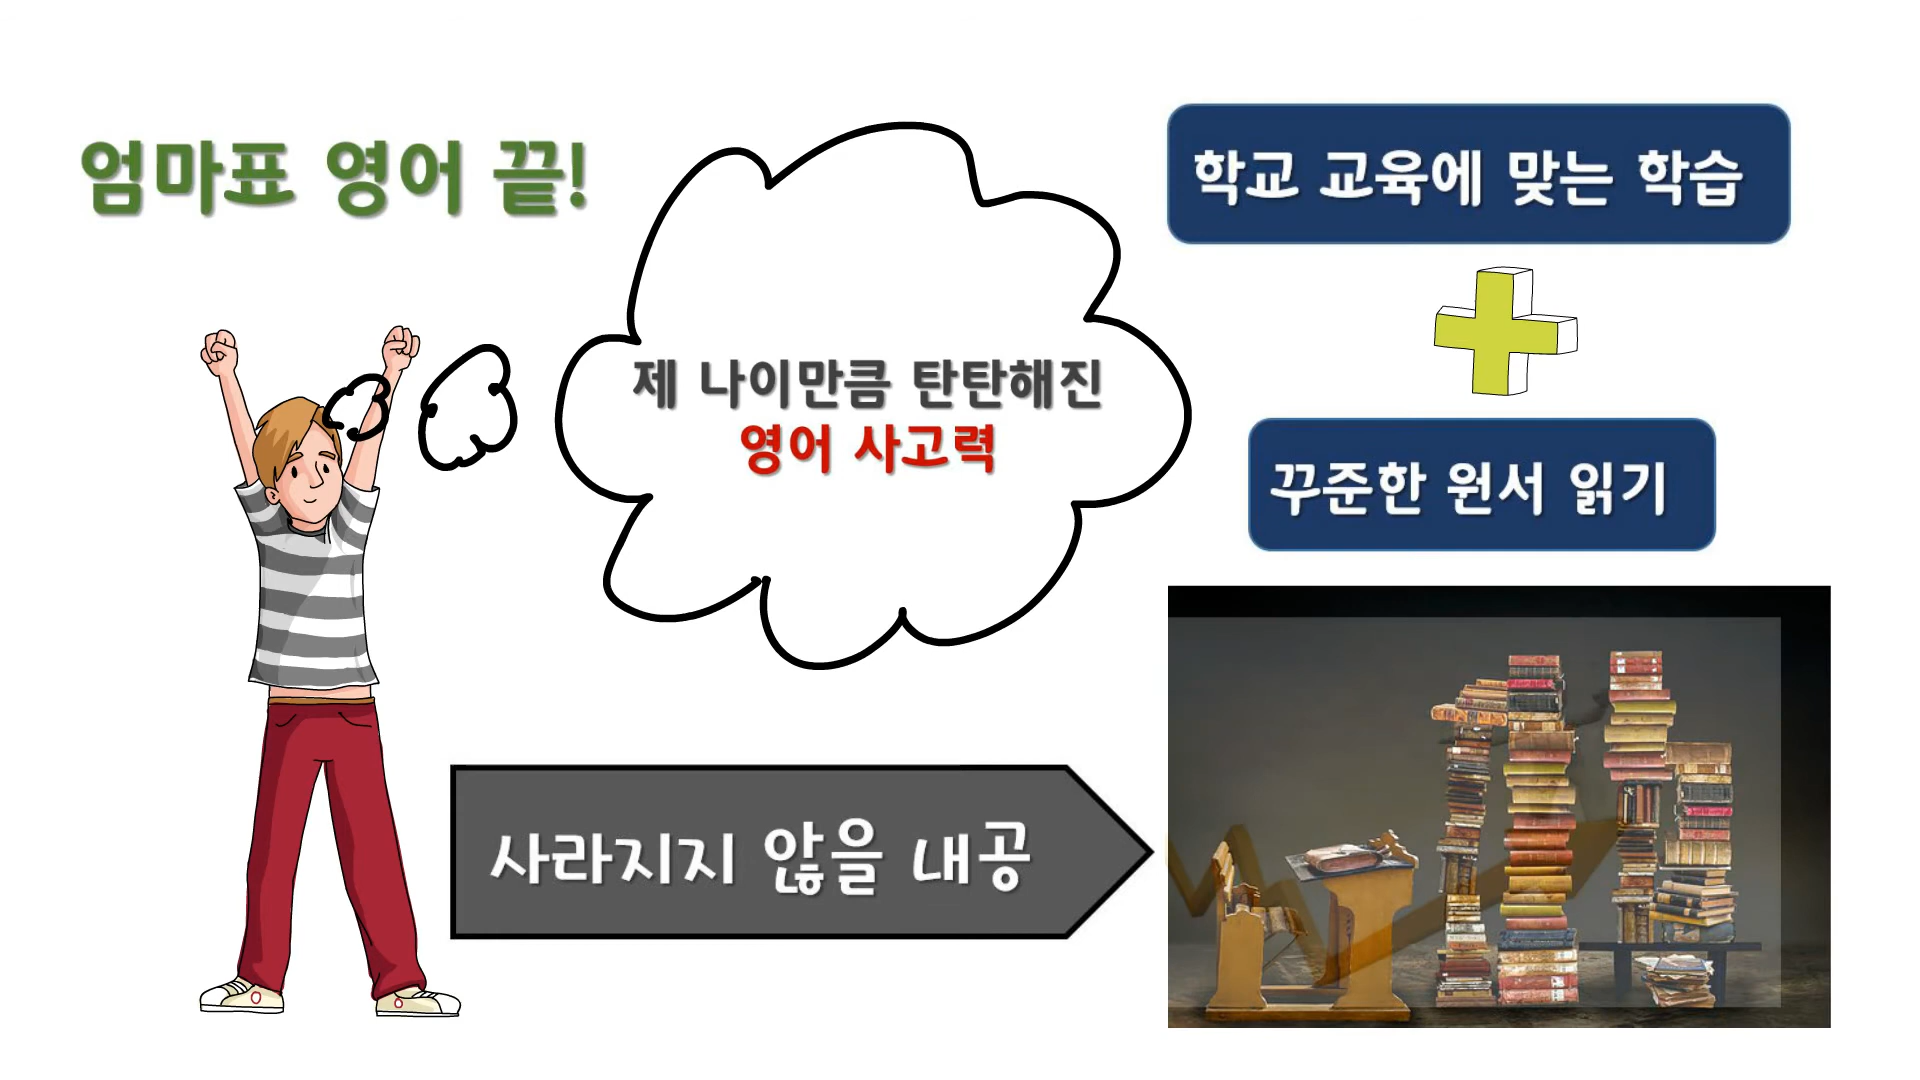 엄마표 영어 끝!
제 나이만큼 탄탄해진
영어 사고력
학교 교육에 맞는 학습
꾸준한 원서 읽기
사라지지 않을 내공